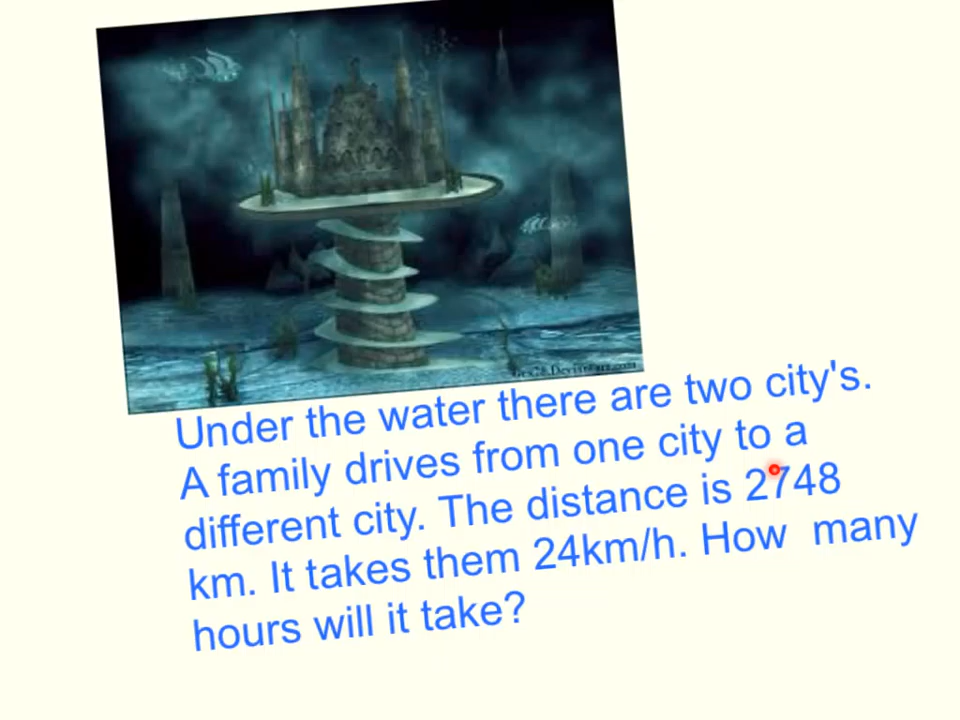 Under the water there are two city's.
A family drives from one city to a
different city. The distance is 2748
km. It takes them 24km/h. How many
hours will it take?